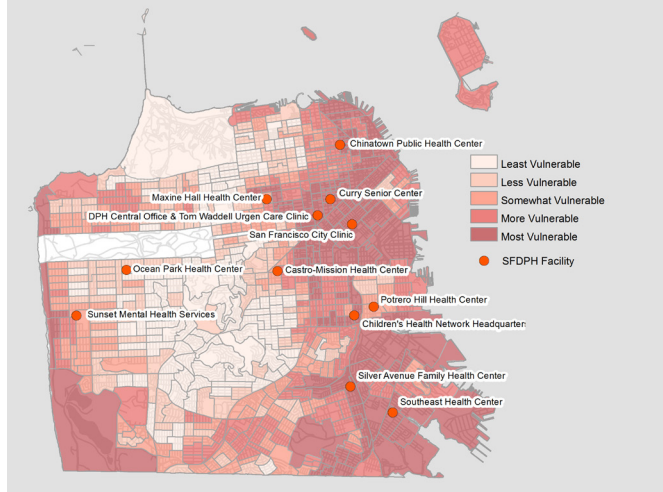 Chinatown Public Health Center
Least Vulnerable
Less Vulnerable
Somewhat Vulnerable
More Vulnerable
Most Vulnerable
SFDPH Facility
Maxine Hall Health Center
Curry Senior Center
DPH Central Office & Tom Waddell Urgen Care Clinic
San Francisco City Clinic
Ocean Park Health Center
Castro-Mission Health Center
Potrero Hill Health Center
Sunset Mental Health Services
Children's Health Network Headquarters
Silver Avenue Family Health Center
Southeast Health Center